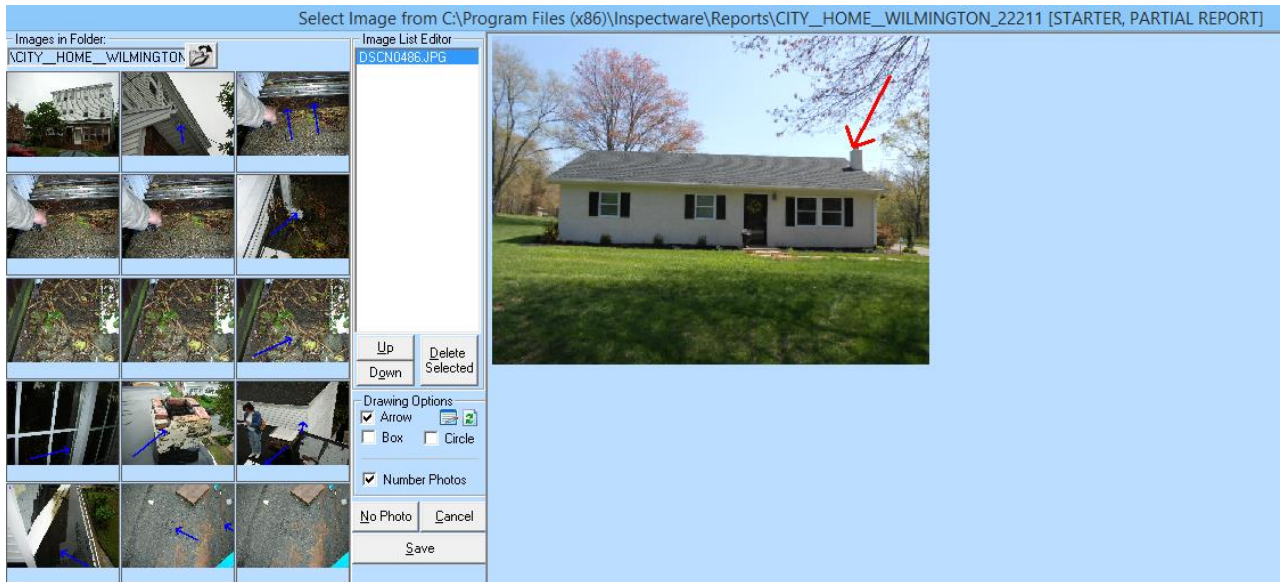 Select Image from C:\Program Files (x86)\Inspectware\Reports\CITY__HOME__WILMINGTON_22211 [STARTER, PARTIAL REPORT]
Images in Folder:
\CITY__HOME__WILMINGTON
Image List Editor
DSCN0486.JPG
Up
Down
Delete Selected
Drawing Options
Arrow
Box
Circle
Number Photos
No Photo
Cancel
Save